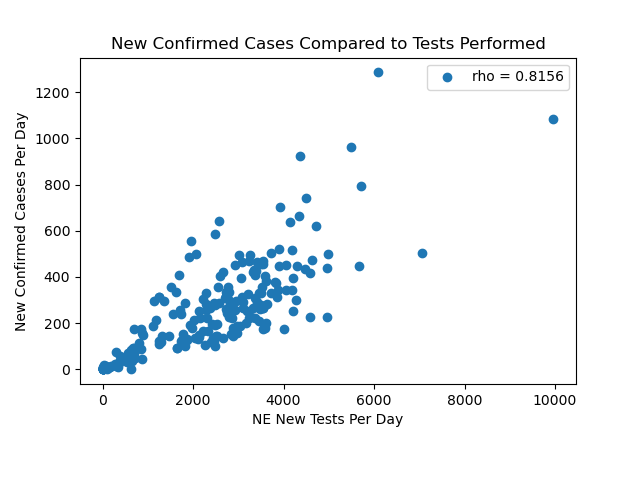 New Confirmed Cases Compared to Tests Performed
rho = 0.8156
1200
1000
800
600
400
200
0
New Confirmed Caeses Per Day
0 2000 4000 6000 8000 10000
NE New Tests Per Day